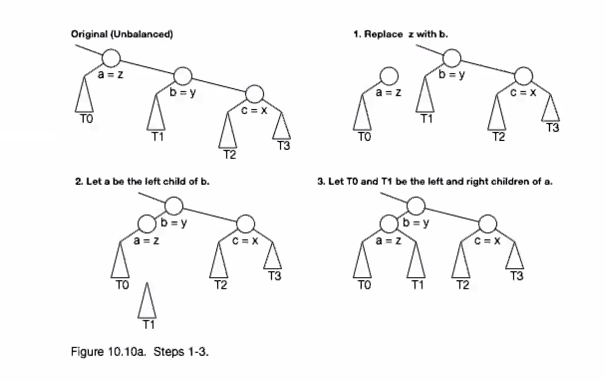 Original (Unbalanced)
a = z
b = y
c = x
T0
T1
T2
T3
1. Replace z with b.
b = y
a = z
c = x
T0
T1
T2
T3
2. Let a be the left child of b.
b = y
a = z
c = x
T0
T2
T3
T1
3. Let T0 and T1 be the left and right children of a.
b = y
a = z
c = x
T0
T1
T2
T3
Figure 10.10a. Steps 1-3.